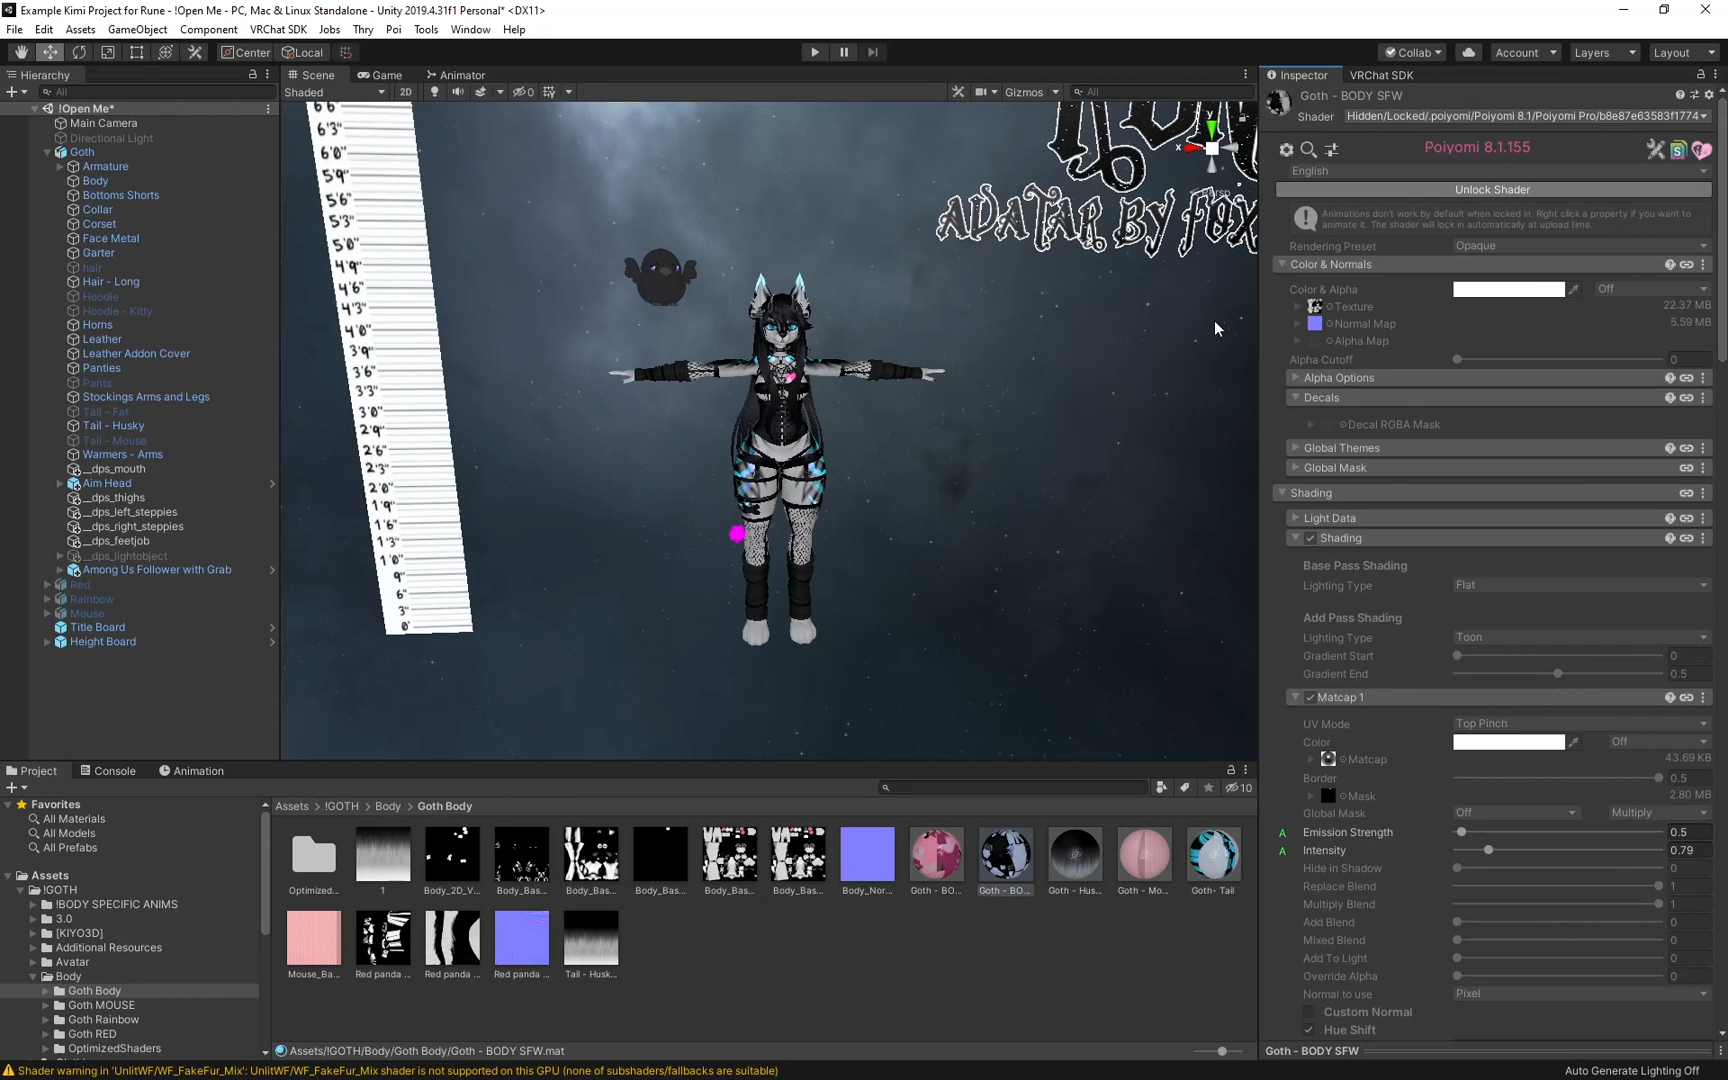 Example Kimi Project for Rune - !Open Me - PC, Mac & Linux Standalone - Unity 2019.4.31f1 Personal* <DX11>
File Edit Assets GameObject Component VRChat SDK Jobs Thry Poi Tools Window Help
Center Local Collab Account Layers Layout
Hierarchy
All
!Open Me*
Main Camera
Directional Light
Goth
Armature
Body
Bottoms Shorts
Collar
Corset
Face Metal
Garter
hair
Hair - Long
Hoodie
Hoodie - Kitty
Horns
Leather
Leather Addon Cover
Panties
Pants
Stockings Arms and Legs
Tail - Fat
Tail - Husky
Tail - Mouse
Warmers - Arms
__dps_mouth
Aim Head
__dps_thighs
__dps_left_steppies
__dps_right_steppies
__dps_feetjob
__dps_lightobject
Among Us Follower with Grab
Red
Rainbow
Mouse
Title Board
Height Board
Scene Game Animator
Shaded 2D 0 Gizmos All
6'6"
6'3"
6'0"
5'9"
5'6"
5'3"
5'0"
4'9"
4'6"
4'3"
4'0"
3'9"
3'6"
3'3"
3'0"
2'9"
2'6"
2'3"
2'0"
1'9"
1'6"
1'3"
1'0"
9"
6"
3"
0"
AVATAR BY FOX
y
x
Persp
Inspector VRChat SDK
Goth - BODY SFW
Shader Hidden/Locked/.poiyomi/Poiyomi 8.1/Poiyomi Pro/b8e87e63583f1774
Poiyomi 8.1.155
English
Unlock Shader
Animations don't work by default when locked in. Right click a property if you want to
animate it. The shader will lock in automatically at upload time.
Rendering Preset Opaque
Color & Normals
Color & Alpha Off
Texture 22.37 MB
Normal Map 5.59 MB
Alpha Map
Alpha Cutoff 0
Alpha Options
Decals
Decal RGBA Mask
Global Themes
Global Mask
Shading
Light Data
Shading
Base Pass Shading
Lighting Type Flat
Add Pass Shading
Lighting Type Toon
Gradient Start 0
Gradient End 0.5
Matcap 1
UV Mode Top Pinch
Color Off
Matcap 43.69 KB
Border 0.5
Mask 2.80 MB
Global Mask Off Multiply
A Emission Strength 0.5
A Intensity 0.79
Hide in Shadow 0
Replace Blend 1
Multiply Blend 1
Add Blend 0
Mixed Blend 0
Add To Light 0
Override Alpha 0
Normal to use Pixel
Custom Normal
Hue Shift
Goth - BODY SFW
Project Console Animation
10
Favorites
All Materials
All Models
All Prefabs
Assets
!GOTH
!BODY SPECIFIC ANIMS
3.0
[KIYO3D]
Additional Resources
Avatar
Body
Goth Body
Goth MOUSE
Goth Rainbow
Goth RED
OptimizedShaders
Assets > !GOTH > Body > Goth Body
Optimized... 1 Body_2D_V... Body_Bas... Body_Bas... Body_Bas... Body_Bas... Body_Bas... Body_Nor... Goth - BO... Goth - BO... Goth - Hus... Goth - Mo... Goth- Tail
Mouse_Ba... Red panda ... Red panda ... Red panda ... Tail - Husk...
Assets/!GOTH/Body/Goth Body/Goth - BODY SFW.mat
Shader warning in 'UnlitWF/WF_FakeFur_Mix': UnlitWF/WF_FakeFur_Mix shader is not supported on this GPU (none of subshaders/fallbacks are suitable)
Auto Generate Lighting Off